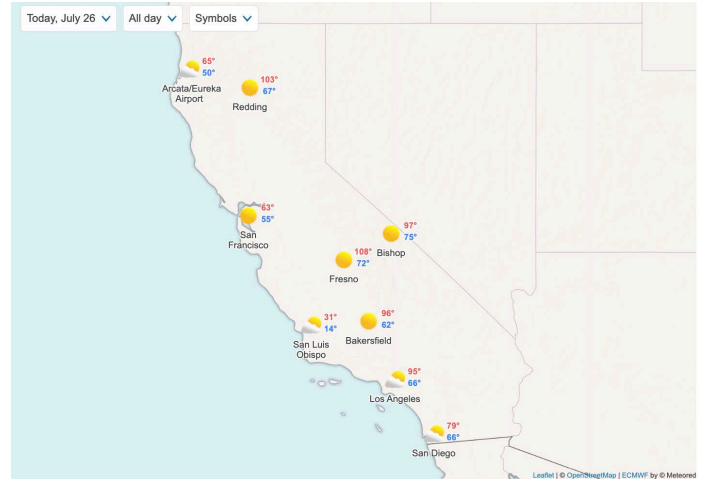 Today, July 26
All day
Symbols
65°
50°
Arcata/Eureka
Airport
103°
67°
Redding
63°
55°
San
Francisco
97°
75°
Bishop
108°
72°
Fresno
31°
14°
San Luis
Obispo
96°
62°
Bakersfield
95°
66°
Los Angeles
79°
66°
San Diego
Leaflet | © OpenStreetMap | ECMWF by © Meteored